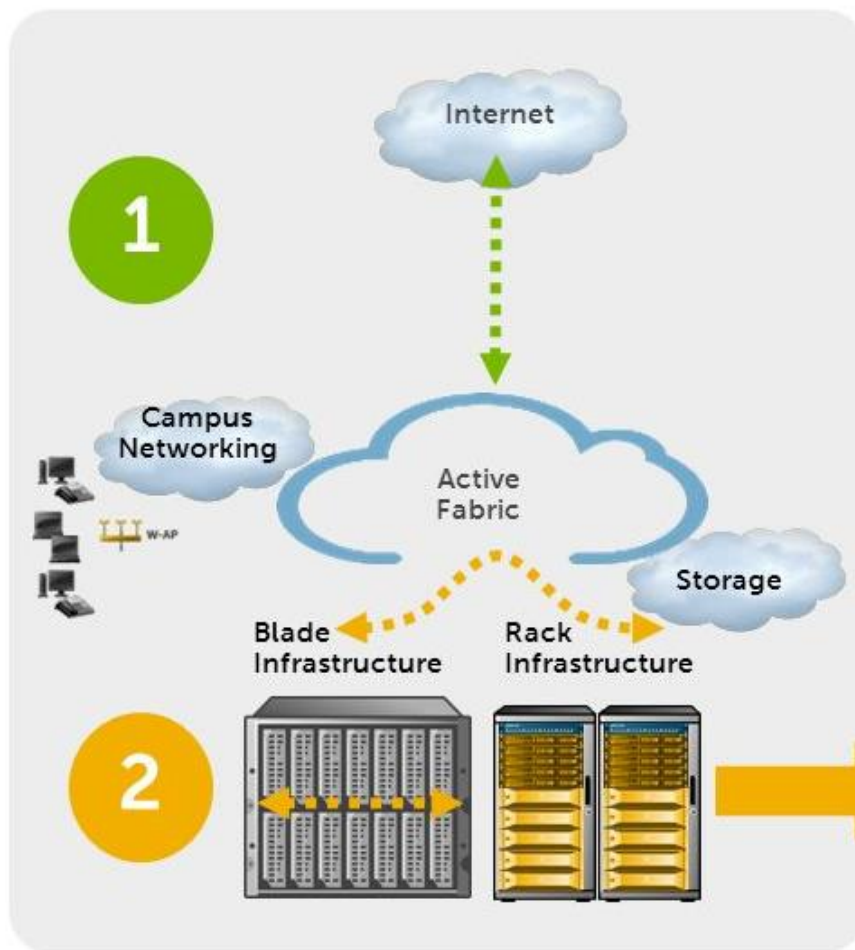 Internet
1
Campus
Networking
Active
Fabric
W-AP
Storage
Blade
Infrastructure
Rack
Infrastructure
2